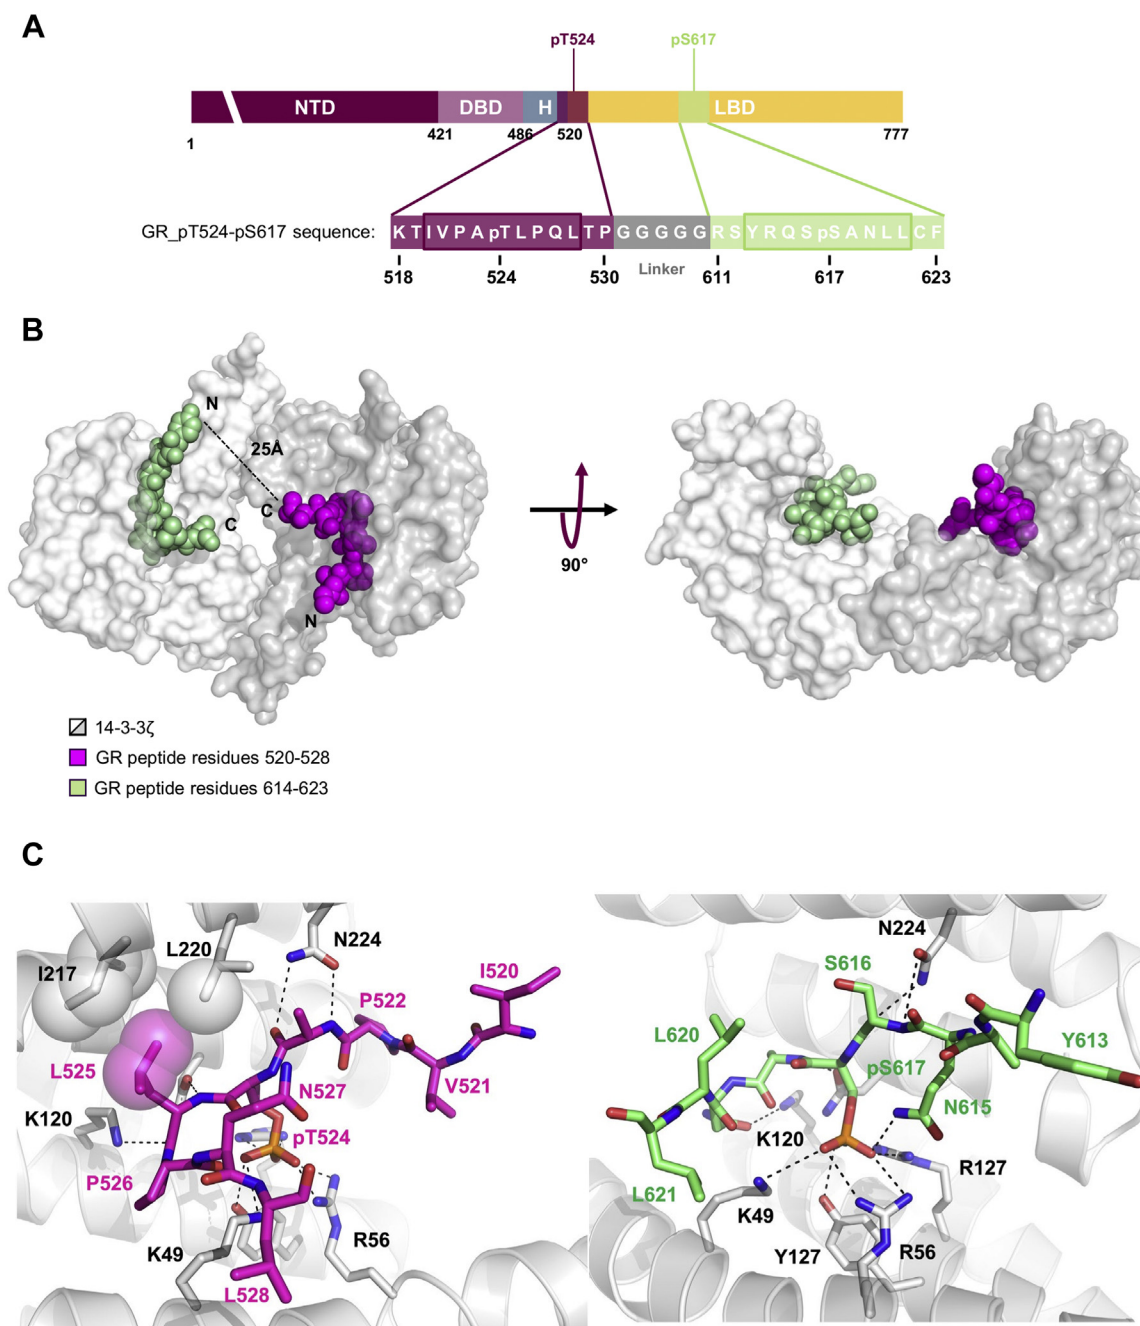 A
pT524
pS617
NTD
DBD
H
LBD
1
421
486
520
777
GR_pT524-pS617 sequence:
K T I V P A pT L P Q L T P G G G G G R S Y R Q S pS A N L L C F
518
524
530
Linker
611
617
623
B
N
25Å
C
C
N
90°
14-3-3ζ
GR peptide residues 520-528
GR peptide residues 614-623
C
I217
L220
N224
I520
P522
L525
V521
N527
K120
pT524
P526
K49
R56
L528
N224
S616
L620
Y613
pS617
N615
K120
R127
L621
K49
Y127
R56